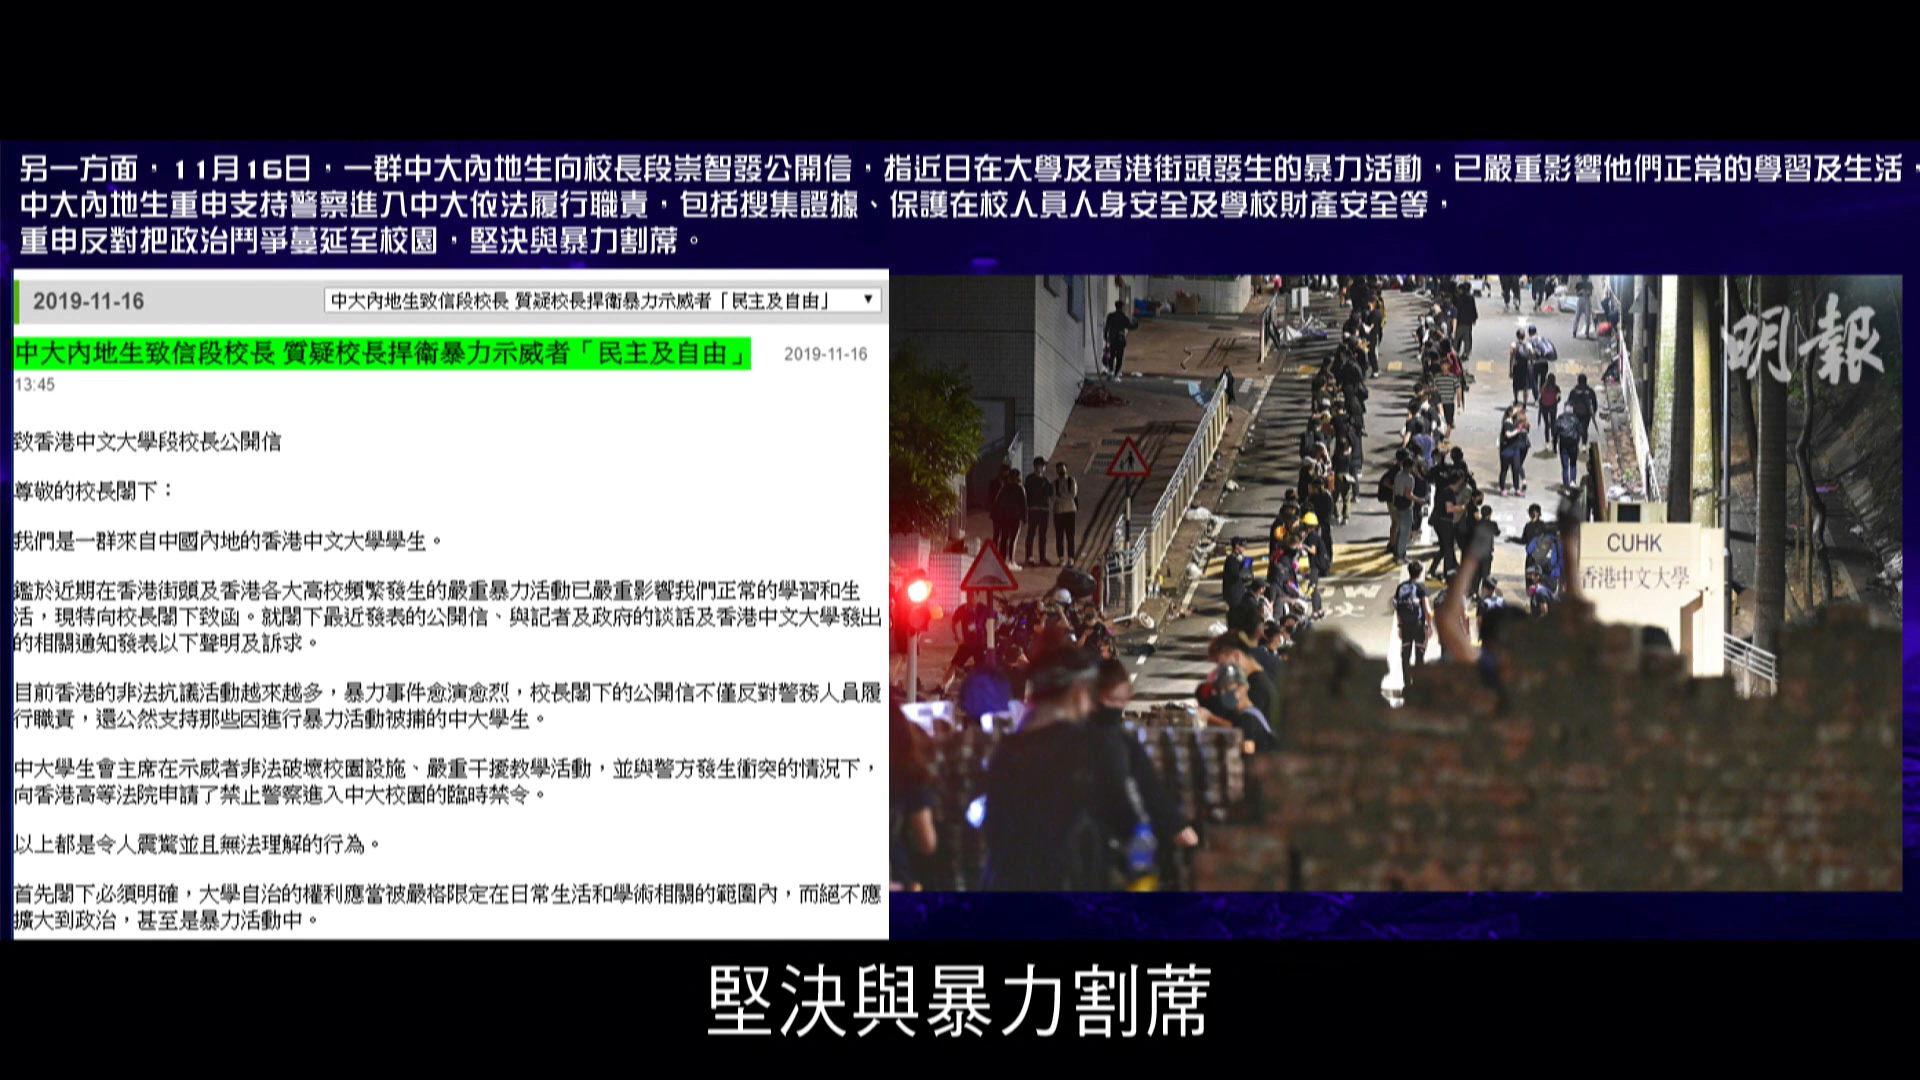 另一方面，11月16日，一群中大內地生向校長段崇智發公開信，指近日在大學及香港街頭發生的暴力活動，已嚴重影響他們正常的學習及生活，
中大內地生重申支持警察進入中大依法履行職責，包括搜集證據、保護在校人員人身安全及學校財產安全等，
重申反對把政治鬥爭蔓延至校園，堅決與暴力割蓆。
2019-11-16
中大內地生致信段校長 質疑校長捍衛暴力示威者「民主及自由」
中大內地生致信段校長 質疑校長捍衛暴力示威者「民主及自由」
2019-11-16
13:45
致香港中文大學段校長公開信
尊敬的校長閣下：
我們是一群來自中國內地的香港中文大學學生。
鑑於近期在香港街頭及香港各大高校頻繁發生的嚴重暴力活動已嚴重影響我們正常的學習和生
活，現特向校長閣下致函。就閣下最近發表的公開信、與記者及政府的談話及香港中文大學發出
的相關通知發表以下聲明及訴求。
目前香港的非法抗議活動越來越多，暴力事件愈演愈烈，校長閣下的公開信不僅反對警務人員履
行職責，還公然支持那些因進行暴力活動被捕的中大學生。
中大學生會主席在示威者非法破壞校園設施、嚴重干擾教學活動，並與警方發生衝突的情況下，
向香港高等法院申請了禁止警察進入中大校園的臨時禁令。
以上都是令人震驚並且無法理解的行為。
首先閣下必須明確，大學自治的權利應當被嚴格限定在日常生活和學術相關的範圍內，而絕不應
擴大到政治，甚至是暴力活動中。
明報
CUHK
香港中文大學
堅決與暴力割蓆